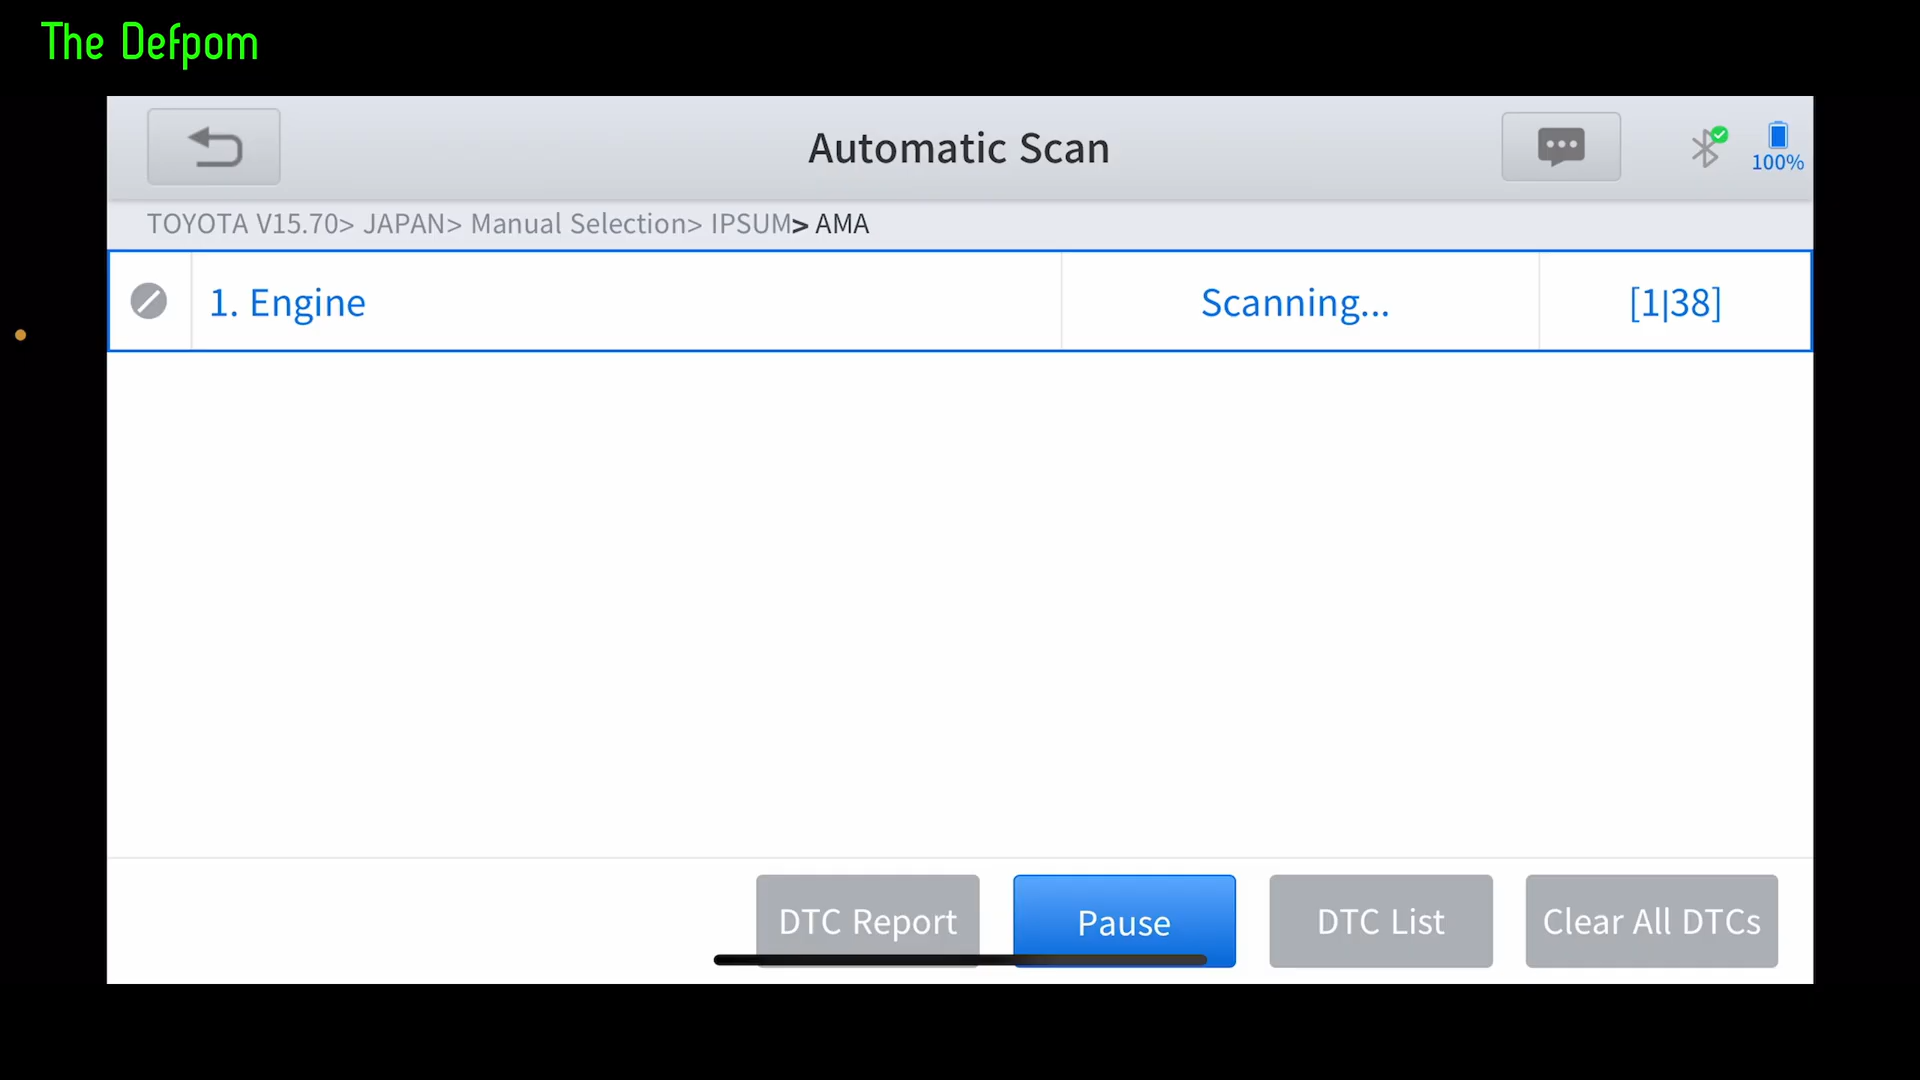 The Defpom
Automatic Scan
100%
TOYOTA V15.70> JAPAN> Manual Selection> IPSUM> AMA
1. Engine Scanning... [1|38]
DTC Report Pause DTC List Clear All DTCs